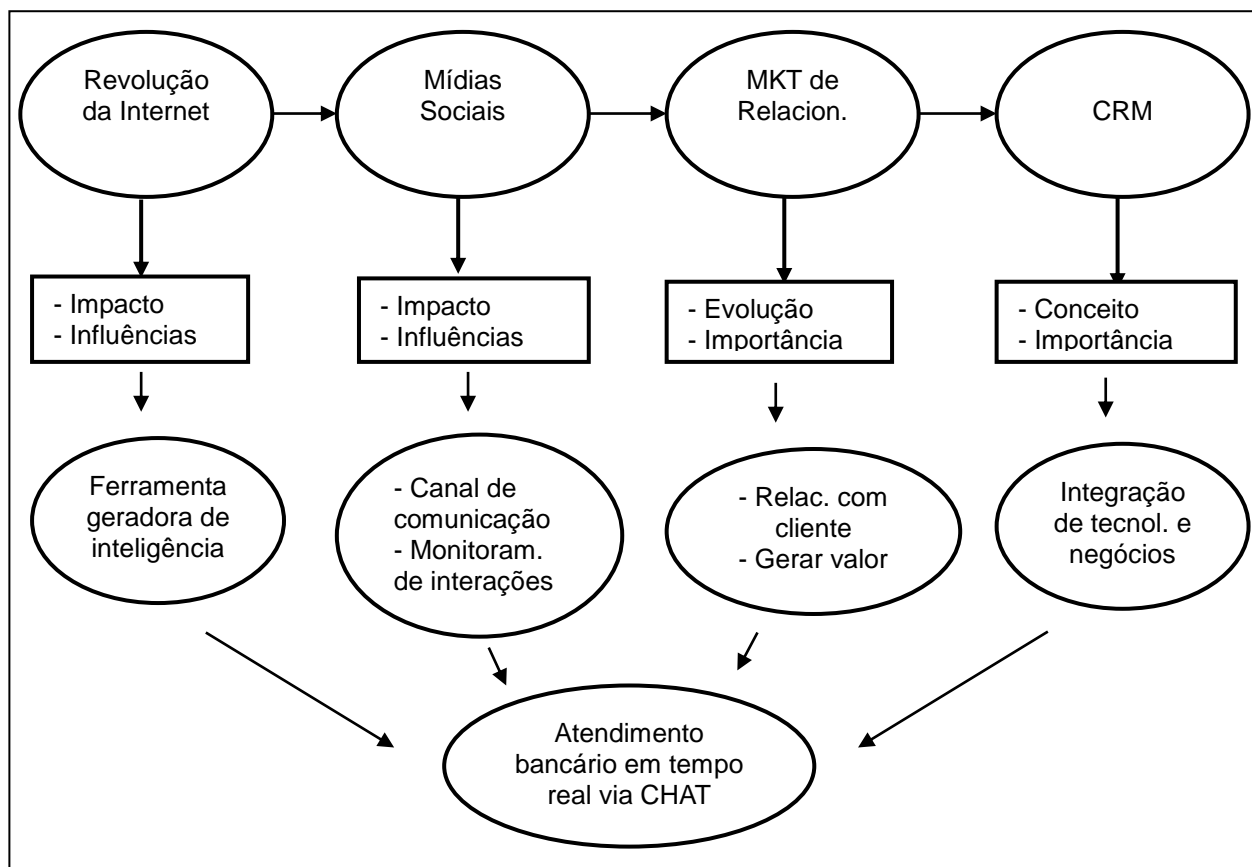 Revolução
da Internet
Mídias
Sociais
MKT de
Relacion.
CRM
- Impacto
- Influências
- Impacto
- Influências
- Evolução
- Importância
- Conceito
- Importância
Ferramenta
geradora de
inteligência
- Canal de
comunicação
- Monitoram.
de interações
- Relac. com
cliente
- Gerar valor
Integração
de tecnol. e
negócios
Atendimento
bancário em tempo
real via CHAT